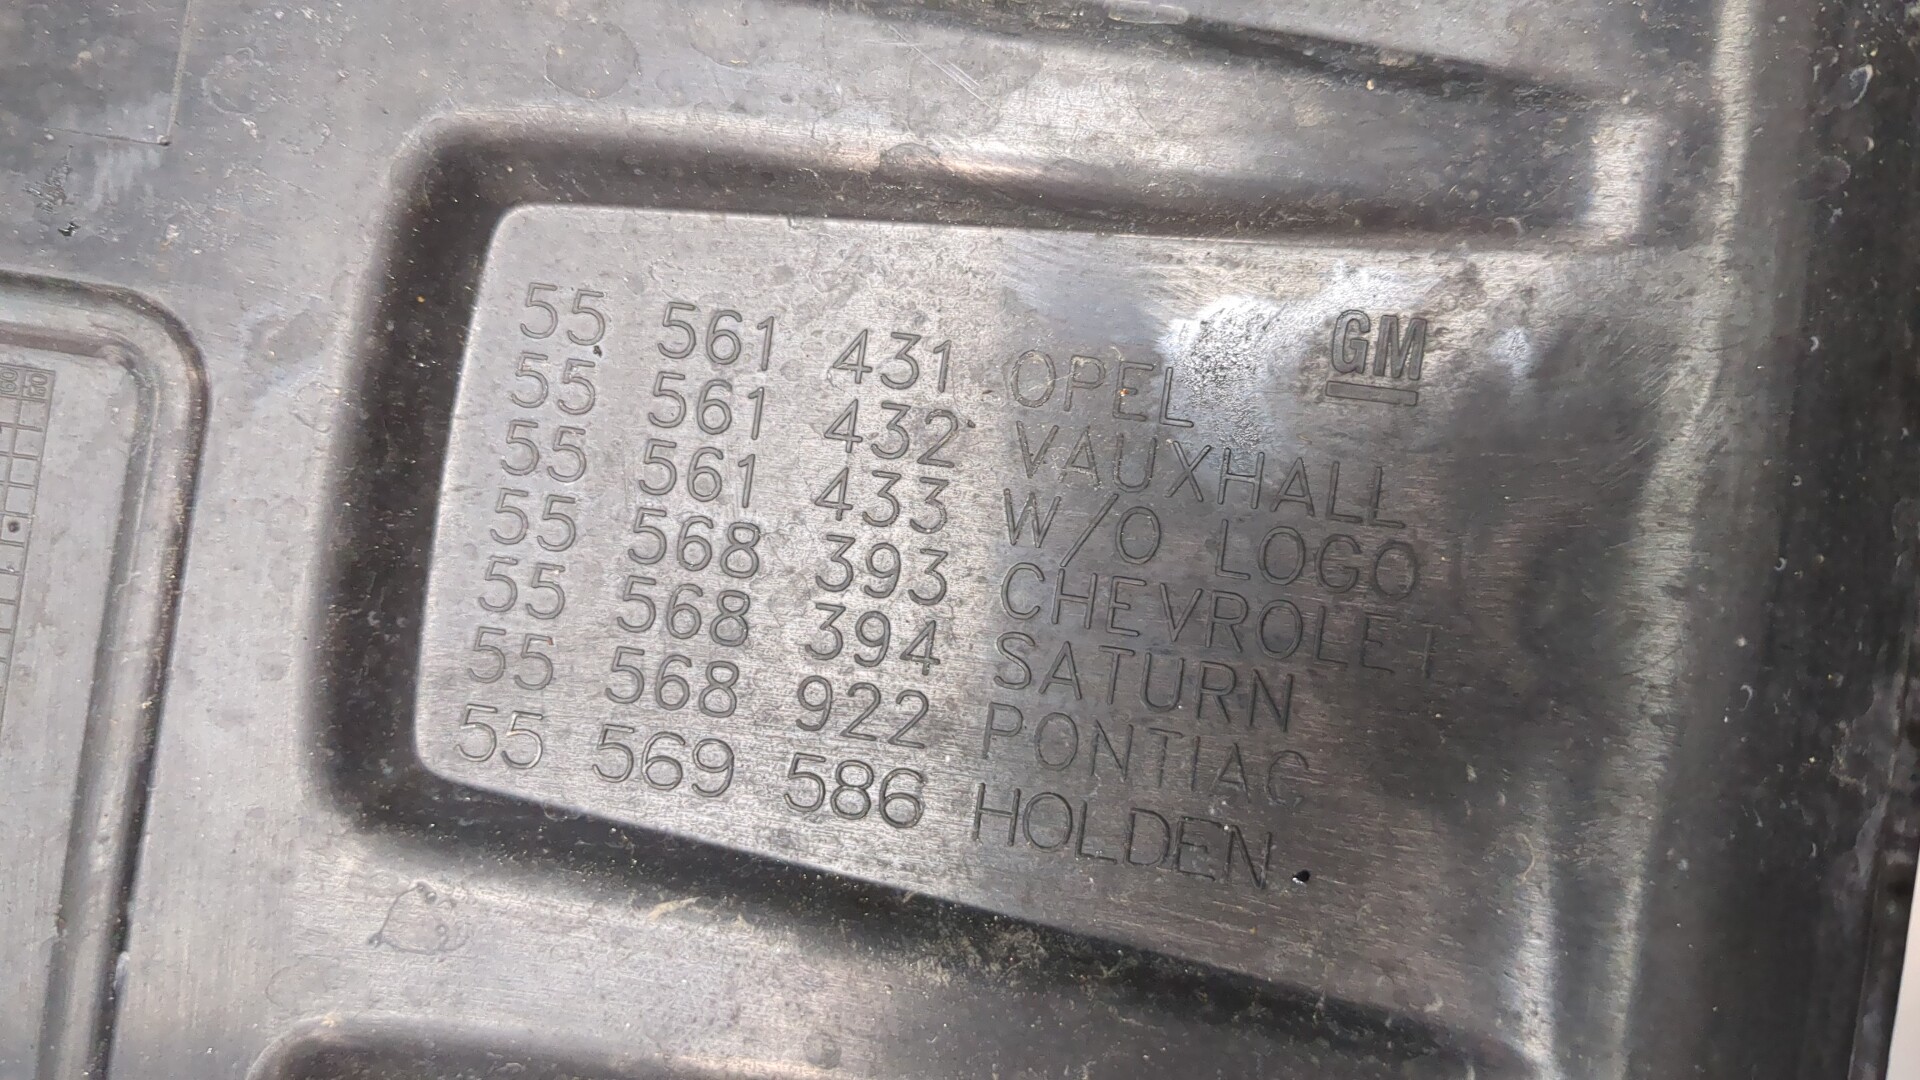 GM
55 561 431 OPEL
55 561 432 VAUXHALL
55 561 433 W/O LOGO
55 568 393 CHEVROLET
55 568 394 SATURN
55 568 922 PONTIAC
55 569 586 HOLDEN